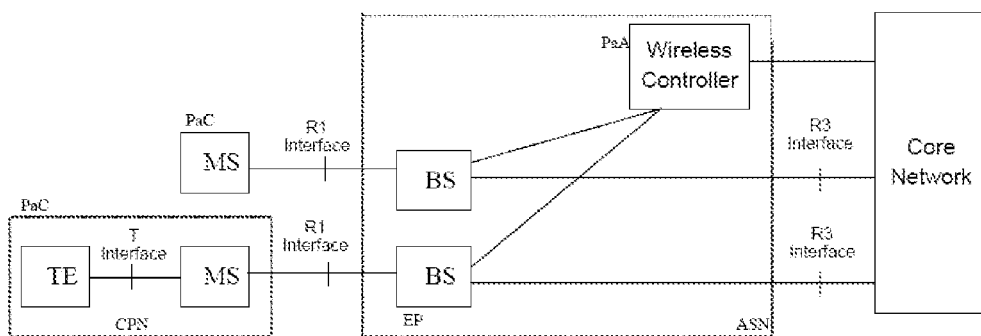 PaA
Wireless
Controller
PaC
MS
R1
Interface
BS
R3
Interface
Core
Network
PaC
TE
T
Interface
MS
CPN
R1
Interface
BS
EP
R3
Interface
ASN